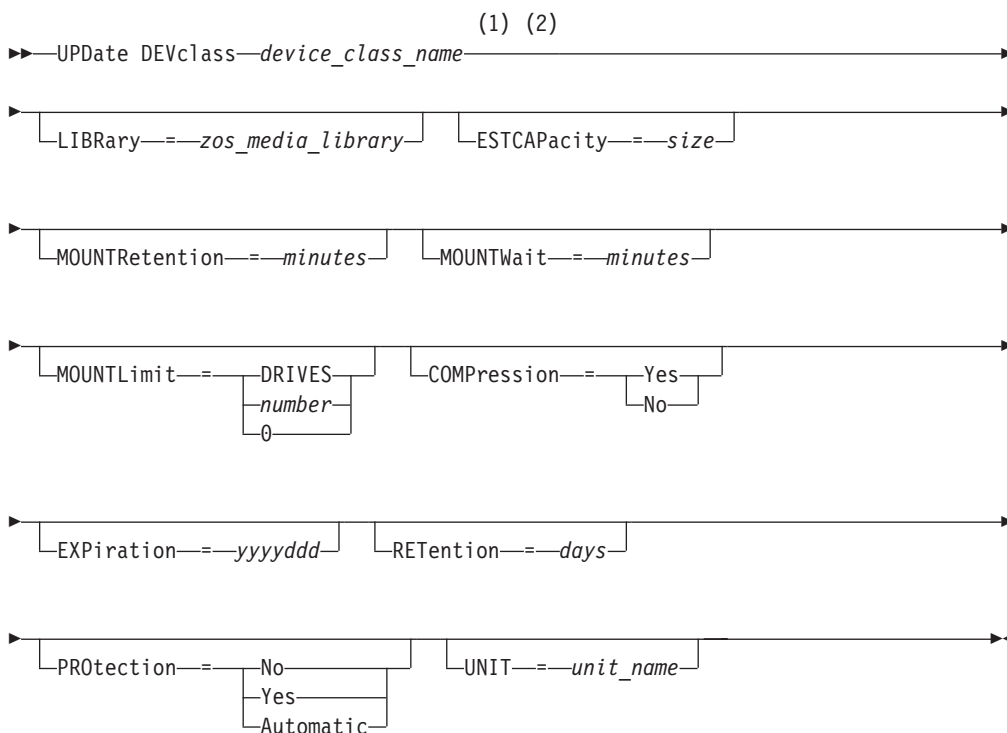 (1) (2)
UPDate DEVclass device_class_name
LIBRary = zos_media_library ESTCAPacity = size
MOUNTRetention = minutes MOUNTWait = minutes
MOUNTLimit = DRIVES COMPression = Yes
number No
0
EXPiration = yyyyddd RETention = days
PROtection = No UNIT = unit_name
Yes
Automatic